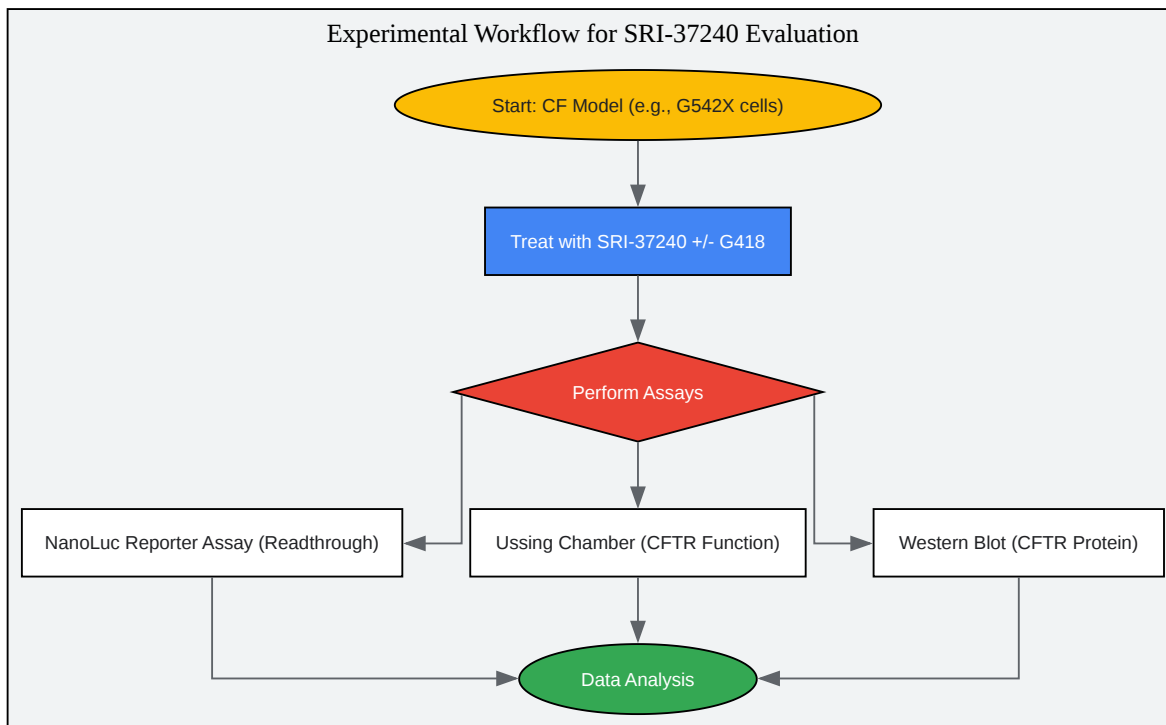 Experimental Workflow for SRI-37240 Evaluation
Start: CF Model (e.g., G542X cells)
Treat with SRI-37240 +/- G418
Perform Assays
NanoLuc Reporter Assay (Readthrough)
Ussing Chamber (CFTR Function)
Western Blot (CFTR Protein)
Data Analysis